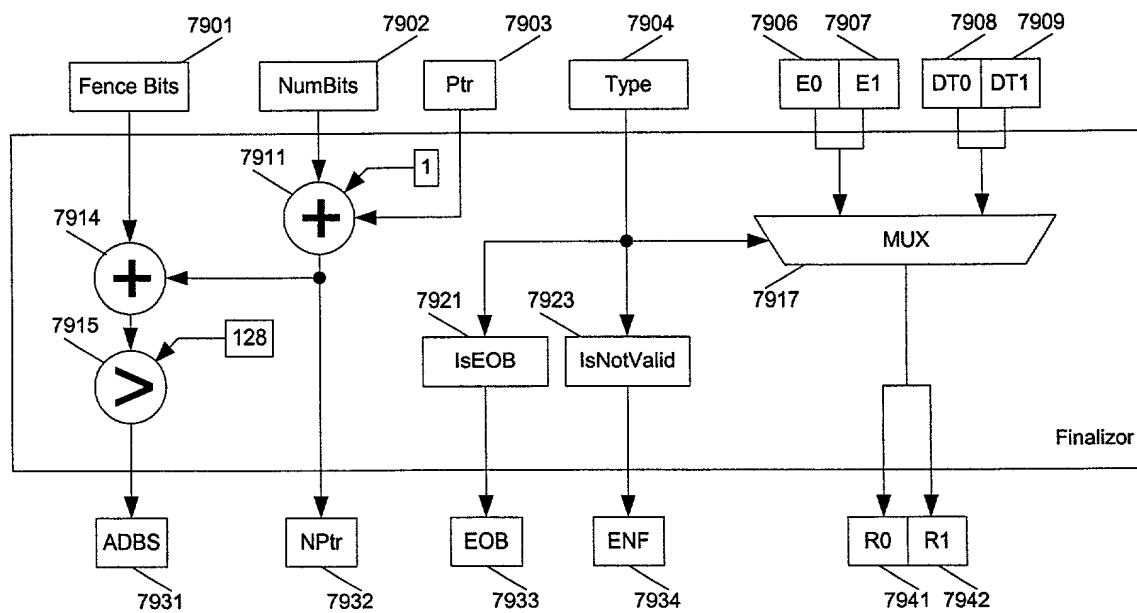 7901
7902
7903
7904
7906
7907
7908
7909
Fence Bits
NumBits
Ptr
Type
E0
E1
DT0
DT1
7911
1
+
7914
+
MUX
7917
7915
128
>
7921
7923
IsEOB
IsNotValid
Finalizor
ADBS
NPtr
EOB
ENF
R0
R1
7931
7932
7933
7934
7941
7942